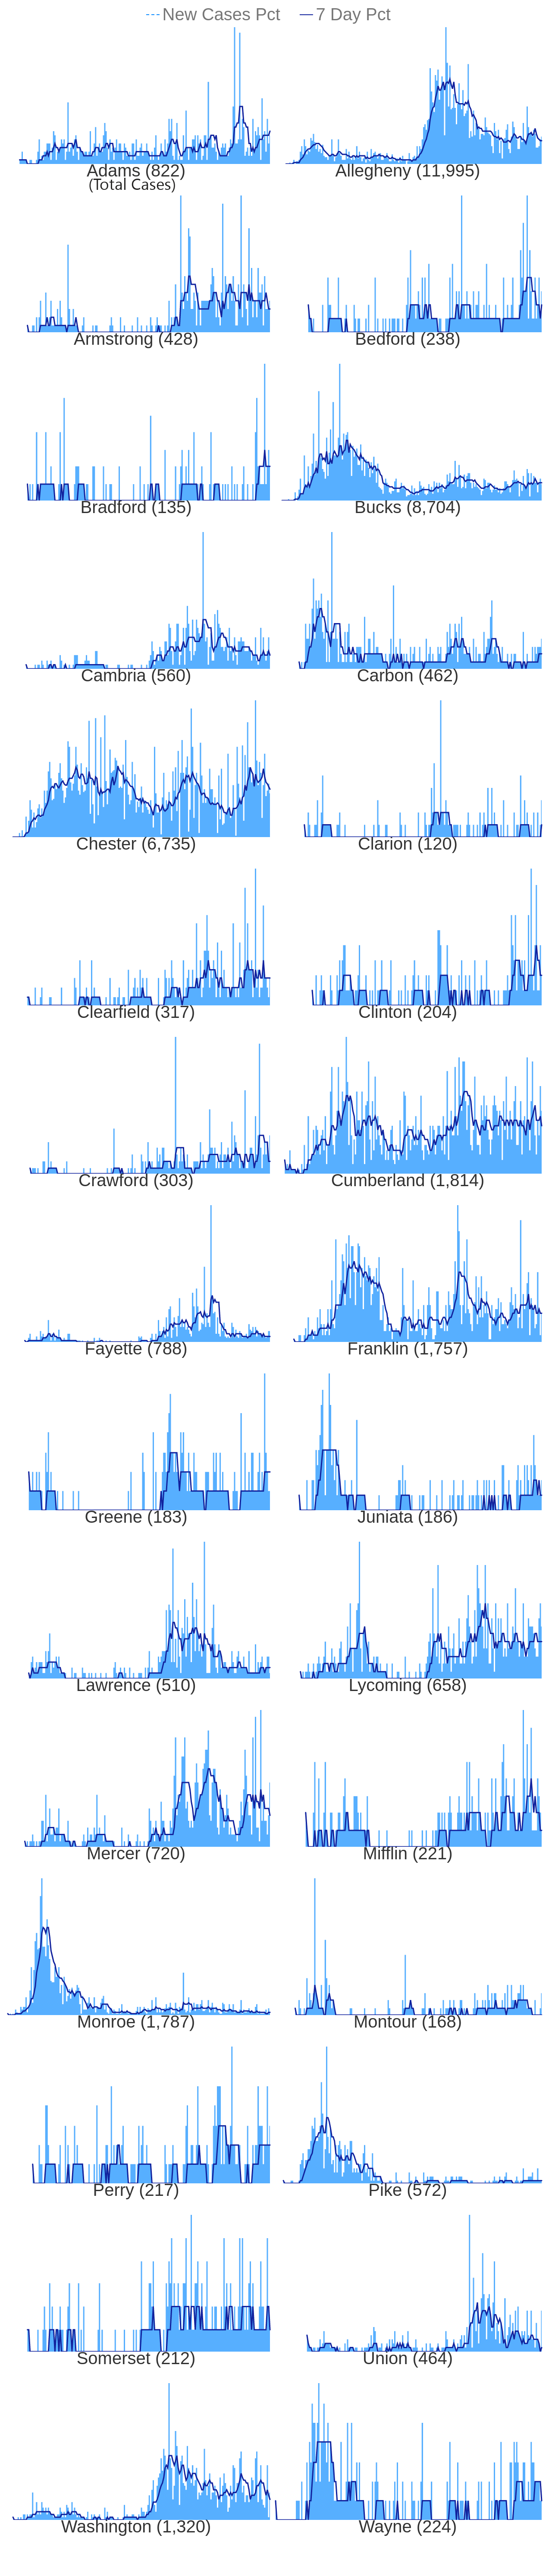 New Cases Pct 7 Day Pct
Adams (822) Allegheny (11,995)
(Total Cases)
Armstrong (428) Bedford (238)
Bradford (135) Bucks (8,704)
Cambria (560) Carbon (462)
Chester (6,735) Clarion (120)
Clearfield (317) Clinton (204)
Crawford (303) Cumberland (1,814)
Fayette (788) Franklin (1,757)
Greene (183) Juniata (186)
Lawrence (510) Lycoming (658)
Mercer (720) Mifflin (221)
Monroe (1,787) Montour (168)
Perry (217) Pike (572)
Somerset (212) Union (464)
Washington (1,320) Wayne (224)